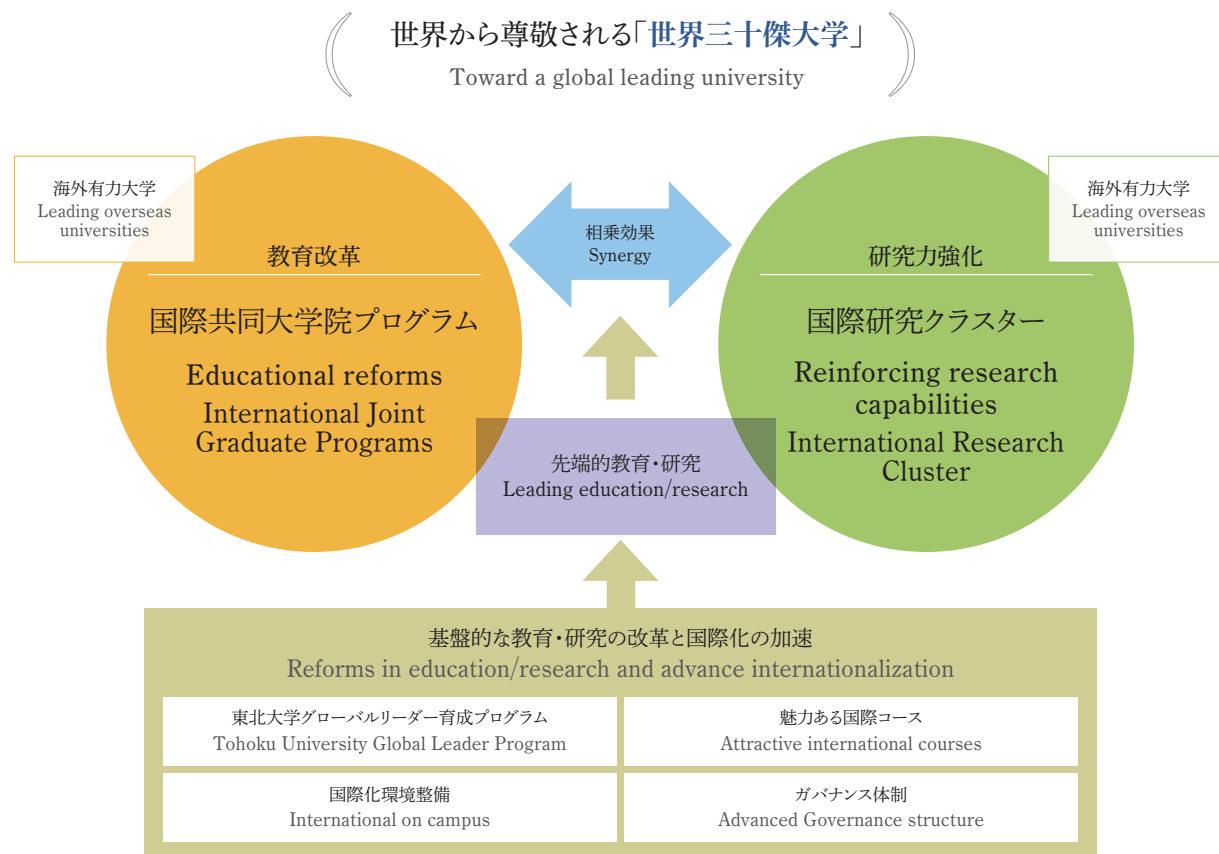 世界から尊敬される「世界三十傑大学」
Toward a global leading university
海外有力大学
Leading overseas
universities
教育改革
国際共同大学院プログラム
Educational reforms
International Joint
Graduate Programs
相乗効果
Synergy
海外有力大学
Leading overseas
universities
研究力強化
国際研究クラスター
Reinforcing research
capabilities
International Research
Cluster
先端的教育・研究
Leading education/research
基盤的な教育・研究の改革と国際化の加速
Reforms in education/research and advance internationalization
東北大学グローバルリーダー育成プログラム
Tohoku University Global Leader Program
魅力ある国際コース
Attractive international courses
国際化環境整備
International on campus
ガバナンス体制
Advanced Governance structure